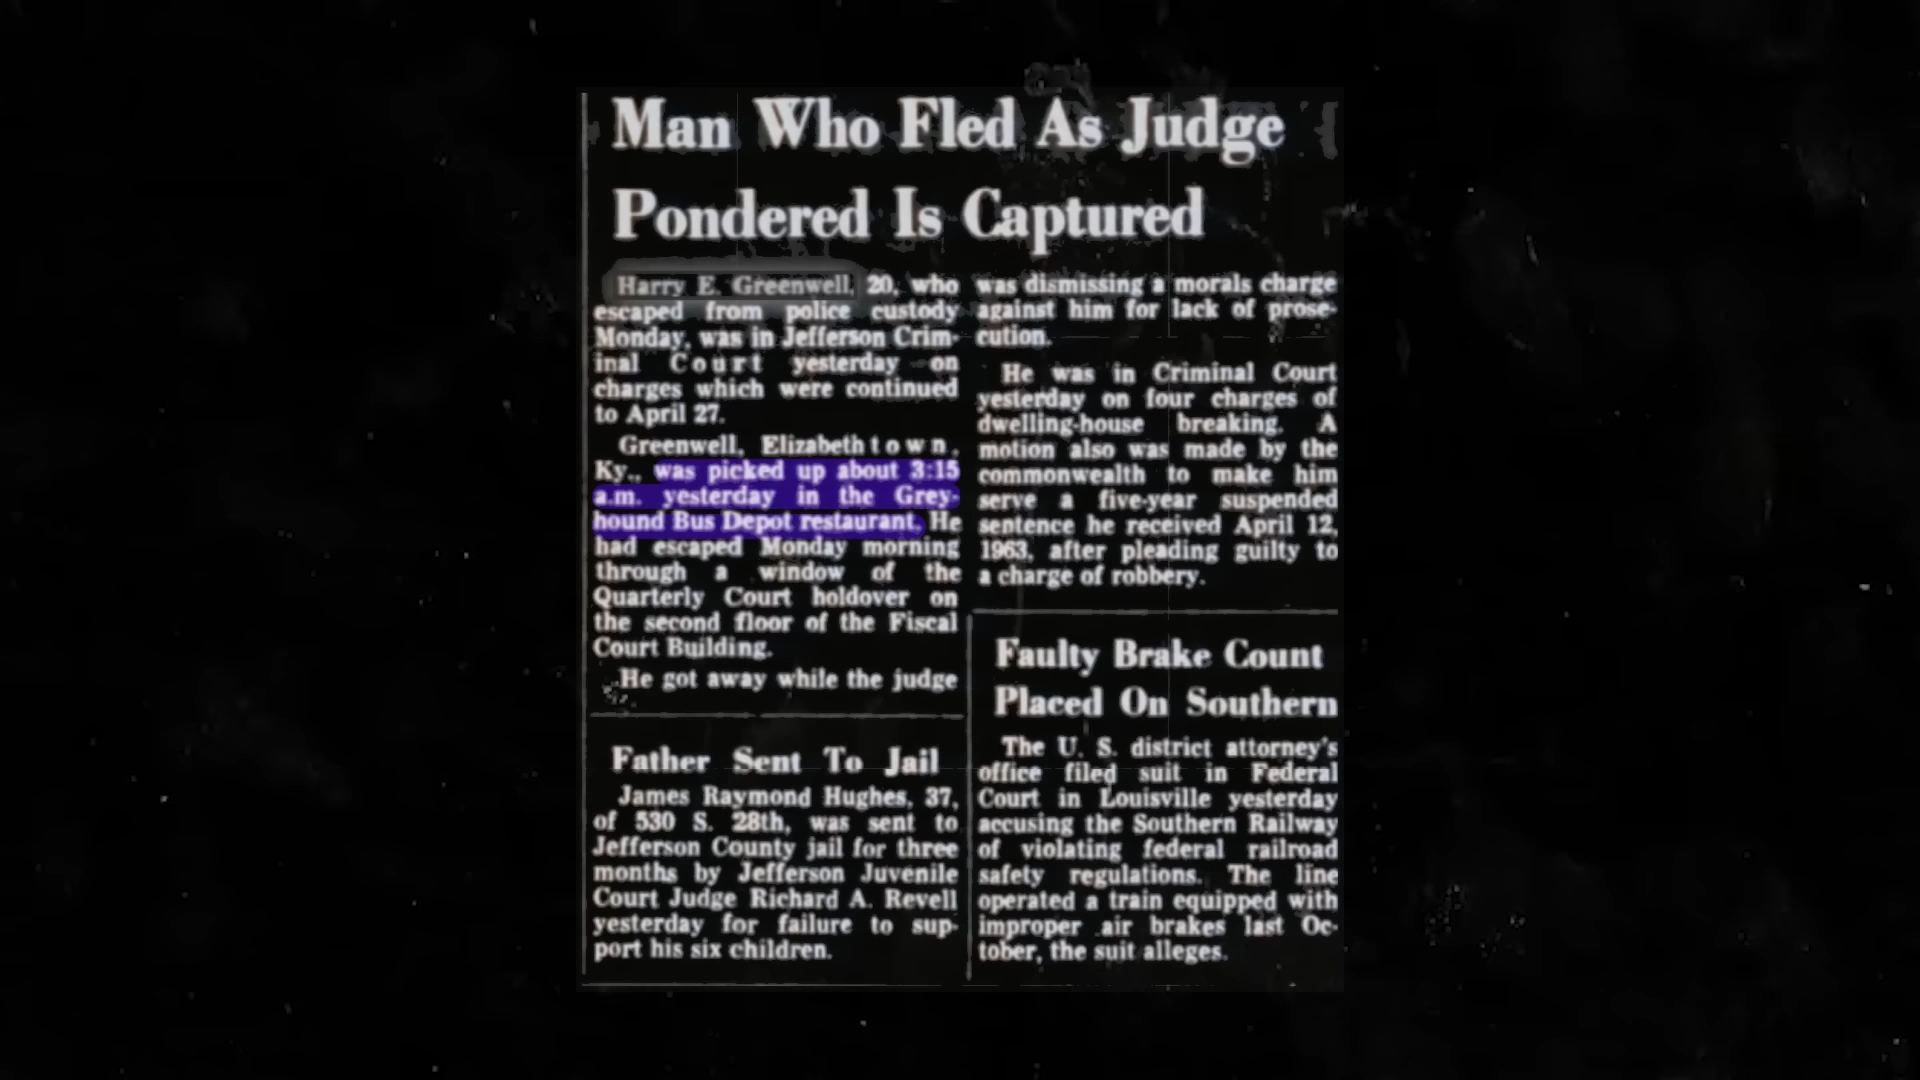 Man Who Fled As Judge
Pondered Is Captured
Harry E. Greenwell, 20, who
escaped from police custody
Monday, was in Jefferson Crim-
inal Court yesterday on
charges which were continued
to April 27.
Greenwell, Elizabethtown,
Ky., was picked up about 3:15
a.m. yesterday in the Grey-
hound Bus Depot restaurant. He
had escaped Monday morning
through a window of the
Quarterly Court holdover on
the second floor of the Fiscal
Court Building.
He got away while the judge
was dismissing a morals charge
against him for lack of prose-
cution.
He was in Criminal Court
yesterday on four charges of
dwelling-house breaking. A
motion also was made by the
commonwealth to make him
serve a five-year suspended
sentence he received April 12,
1963, after pleading guilty to
a charge of robbery.
Father Sent To Jail
James Raymond Hughes, 37,
of 530 S. 28th, was sent to
Jefferson County jail for three
months by Jefferson Juvenile
Court Judge Richard A. Revell
yesterday for failure to sup-
port his six children.
Faulty Brake Count
Placed On Southern
The U. S. district attorney's
office filed suit in Federal
Court in Louisville yesterday
accusing the Southern Railway
of violating federal railroad
safety regulations. The line
operated a train equipped with
improper air brakes last Oc-
tober, the suit alleges.